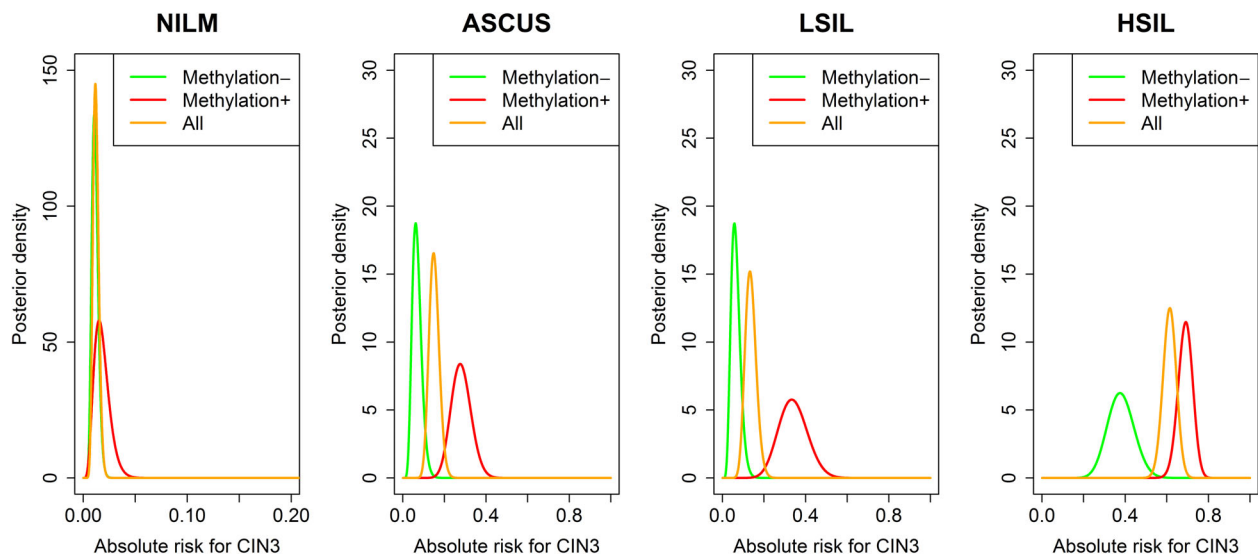 NILM
Methylation–
Methylation+
All
Posterior density
0
50
100
150
0.00
0.10
0.20
Absolute risk for CIN3
ASCUS
Methylation–
Methylation+
All
Posterior density
0
5
10
15
20
25
30
0.0
0.4
0.8
Absolute risk for CIN3
LSIL
Methylation–
Methylation+
All
Posterior density
0
5
10
15
20
25
30
0.0
0.4
0.8
Absolute risk for CIN3
HSIL
Methylation–
Methylation+
All
Posterior density
0
5
10
15
20
25
30
0.0
0.4
0.8
Absolute risk for CIN3